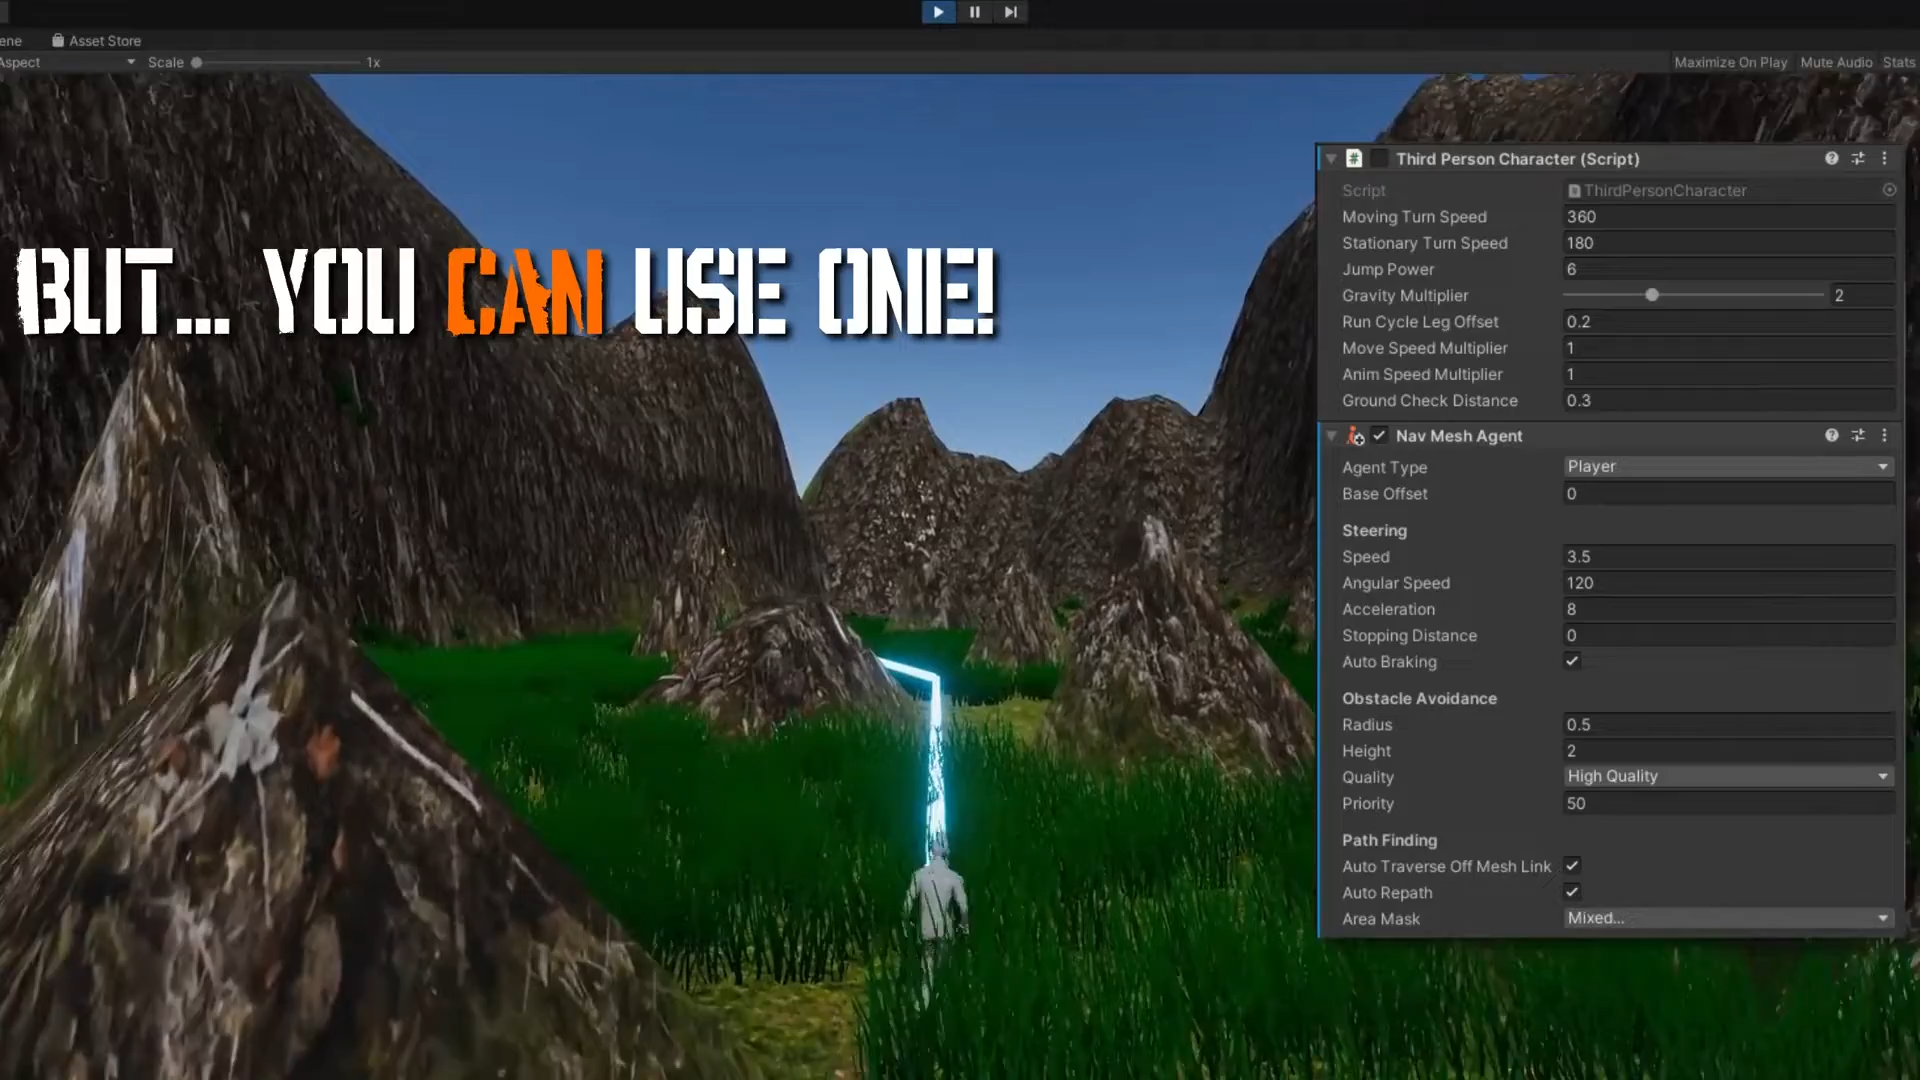 ene
Asset Store
Aspect
Scale
1x
Maximize On Play
Mute Audio
Stats
BUT... YOU CAN USE ONE!
Third Person Character (Script)
Script
ThirdPersonCharacter
Moving Turn Speed
360
Stationary Turn Speed
180
Jump Power
6
Gravity Multiplier
2
Run Cycle Leg Offset
0.2
Move Speed Multiplier
1
Anim Speed Multiplier
1
Ground Check Distance
0.3
Nav Mesh Agent
Agent Type
Player
Base Offset
0
Steering
Speed
3.5
Angular Speed
120
Acceleration
8
Stopping Distance
0
Auto Braking
Obstacle Avoidance
Radius
0.5
Height
2
Quality
High Quality
Priority
50
Path Finding
Auto Traverse Off Mesh Link
Auto Repath
Area Mask
Mixed...